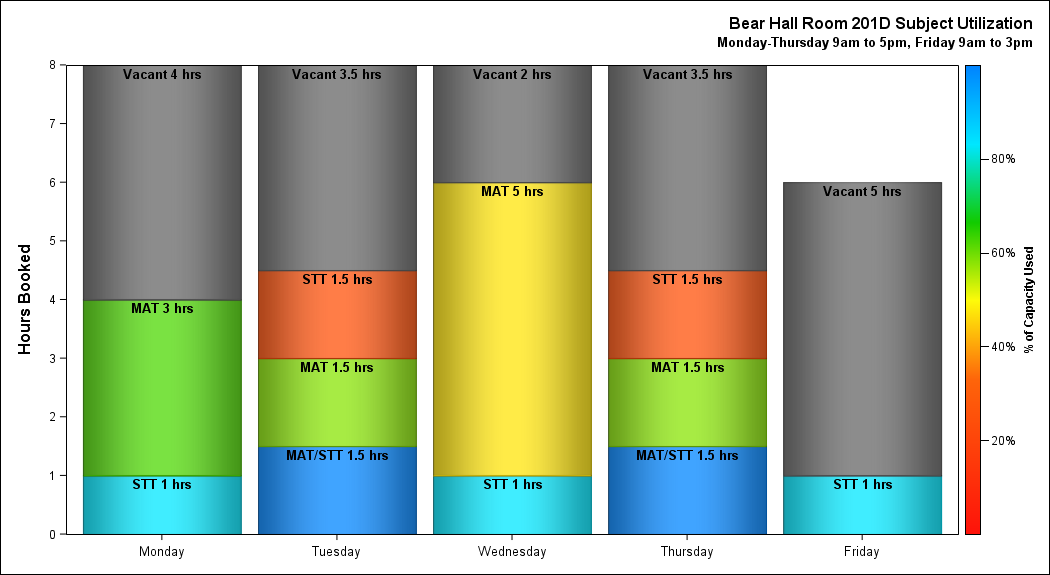 Bear Hall Room 201D Subject Utilization
Monday-Thursday 9am to 5pm, Friday 9am to 3pm
Hours Booked
8
7
6
5
4
3
2
1
0
Vacant 4 hrs
MAT 3 hrs
STT 1 hrs
Vacant 3.5 hrs
STT 1.5 hrs
MAT 1.5 hrs
MAT/STT 1.5 hrs
Vacant 2 hrs
MAT 5 hrs
STT 1 hrs
Vacant 3.5 hrs
STT 1.5 hrs
MAT 1.5 hrs
MAT/STT 1.5 hrs
Vacant 5 hrs
STT 1 hrs
Monday
Tuesday
Wednesday
Thursday
Friday
80%
60%
40%
20%
% of Capacity Used